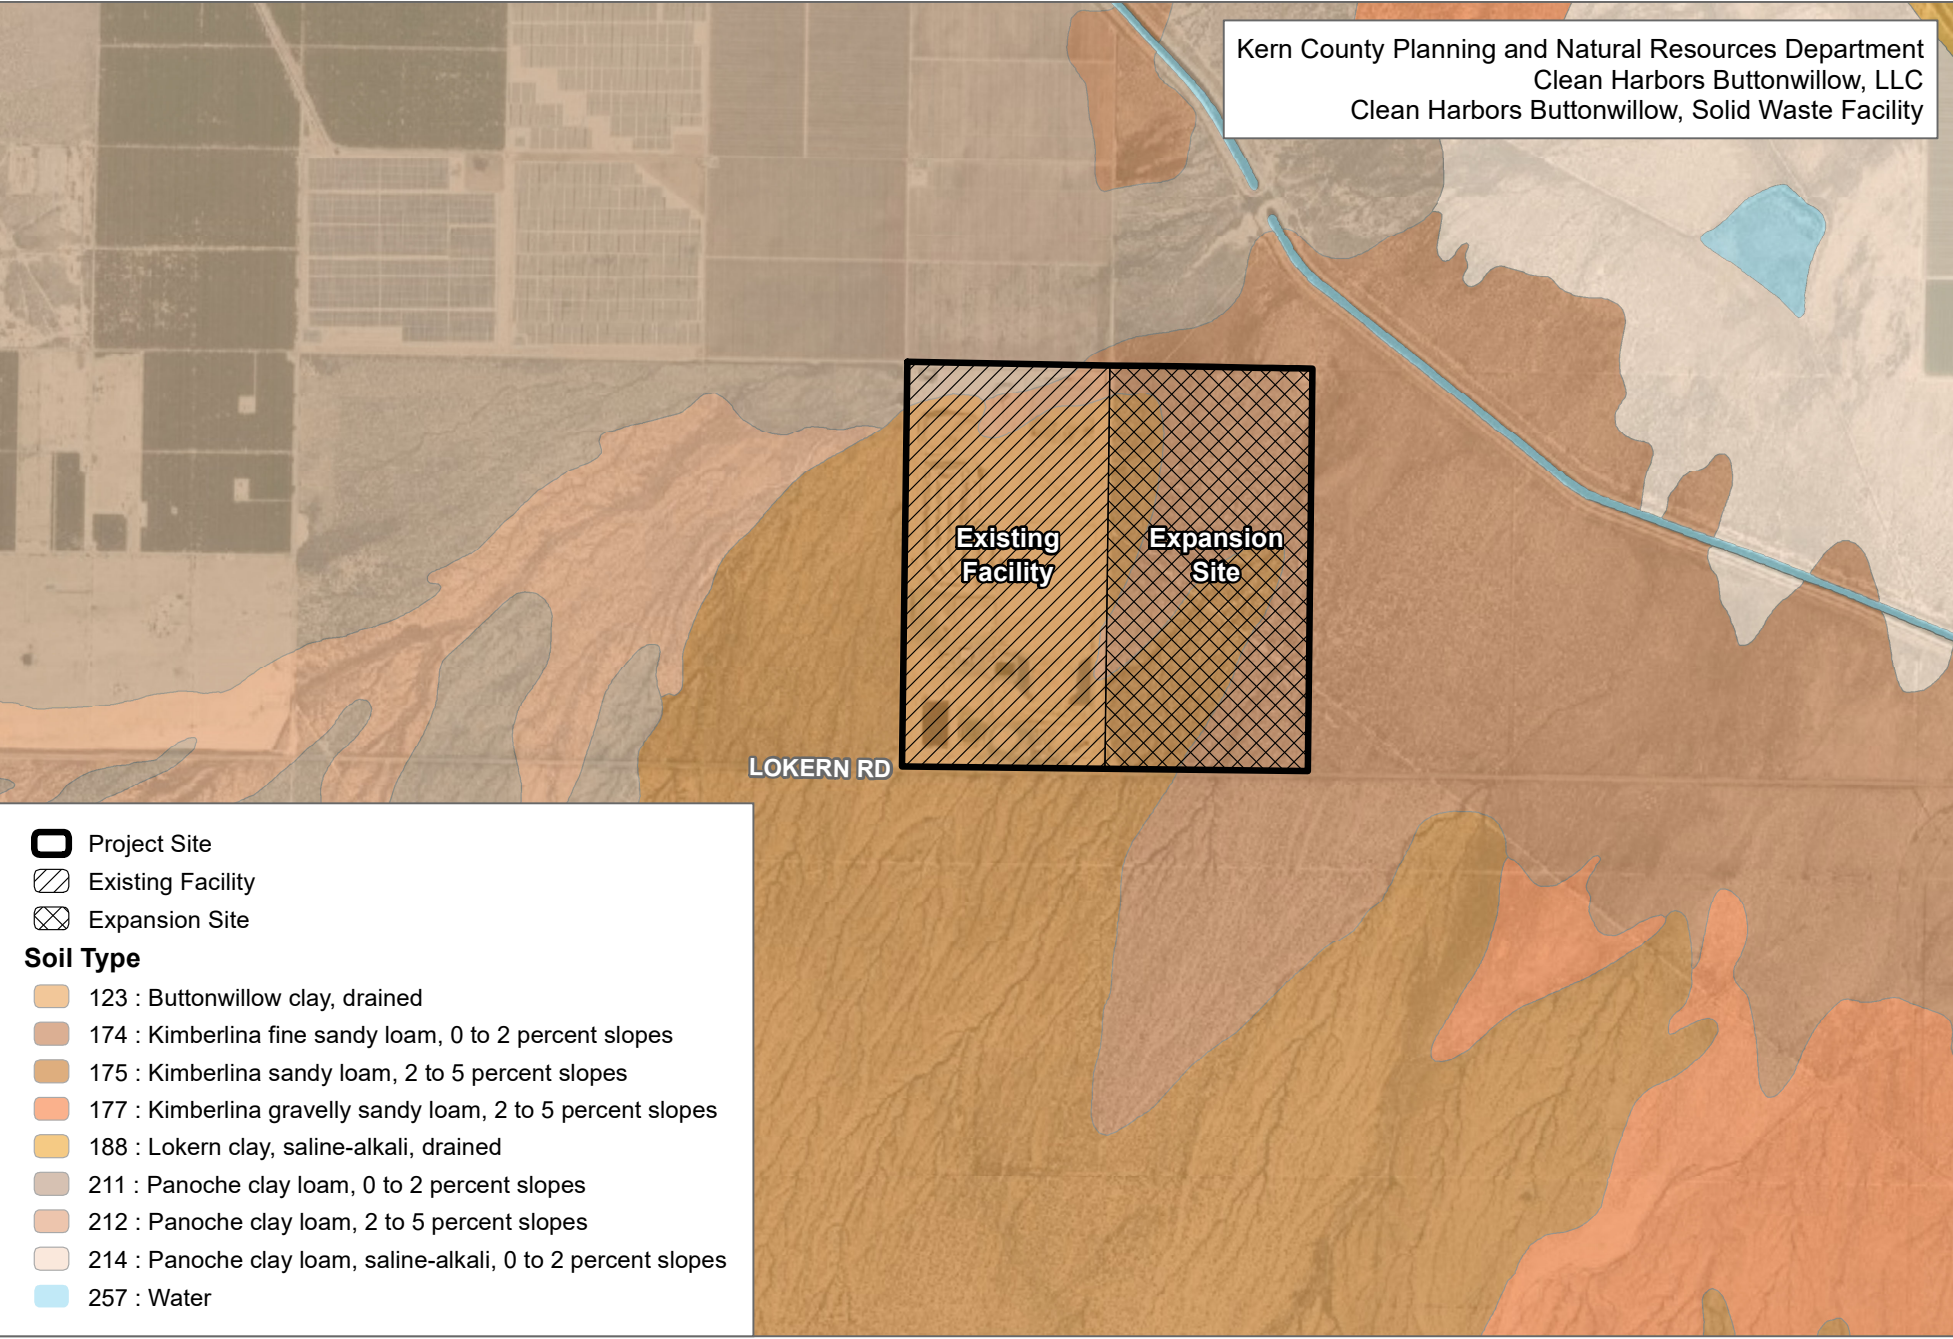 Kern County Planning and Natural Resources Department
Clean Harbors Buttonwillow, LLC
Clean Harbors Buttonwillow, Solid Waste Facility
Existing
Facility
Expansion
Site
LOKERN RD
Project Site
Existing Facility
Expansion Site
Soil Type
123 : Buttonwillow clay, drained
174 : Kimberlina fine sandy loam, 0 to 2 percent slopes
175 : Kimberlina sandy loam, 2 to 5 percent slopes
177 : Kimberlina gravelly sandy loam, 2 to 5 percent slopes
188 : Lokern clay, saline-alkali, drained
211 : Panoche clay loam, 0 to 2 percent slopes
212 : Panoche clay loam, 2 to 5 percent slopes
214 : Panoche clay loam, saline-alkali, 0 to 2 percent slopes
257 : Water